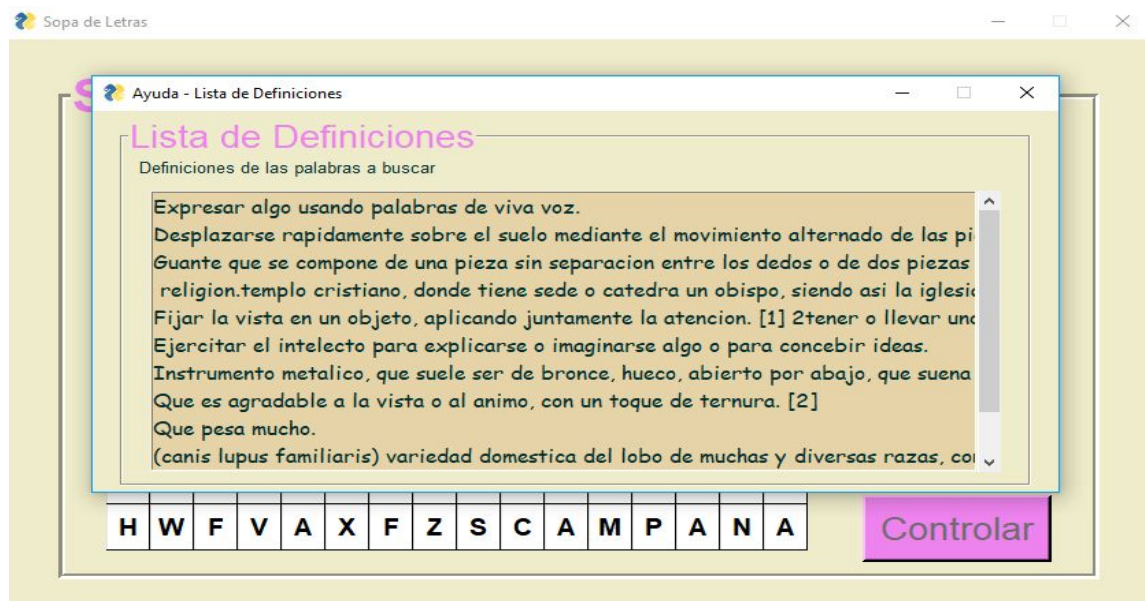 Sopa de Letras
S
Ayuda - Lista de Definiciones
Lista de Definiciones
Definiciones de las palabras a buscar
Expresar algo usando palabras de viva voz.
Desplazarse rapidamente sobre el suelo mediante el movimiento alternado de las
Guante que se compone de una pieza sin separacion entre los dedos o de dos piezas
religion.templo cristiano, donde tiene sede o catedra un obispo, siendo asi la
Fijar la vista en un objeto, aplicando juntamente la atencion. [1] 2tener o llevar
Ejercitar el intelecto para explicarse o imaginarse algo o para concebir ideas.
Instrumento metalico, que suele ser de bronce, hueco, abierto por abajo, que suena
Que es agradable a la vista o al animo, con un toque de ternura. [2]
Que pesa mucho.
(canis lupus familiaris) variedad domestica del lobo de muchas y diversas razas,
H W F V A X F Z S C A M P A N A
Controlar